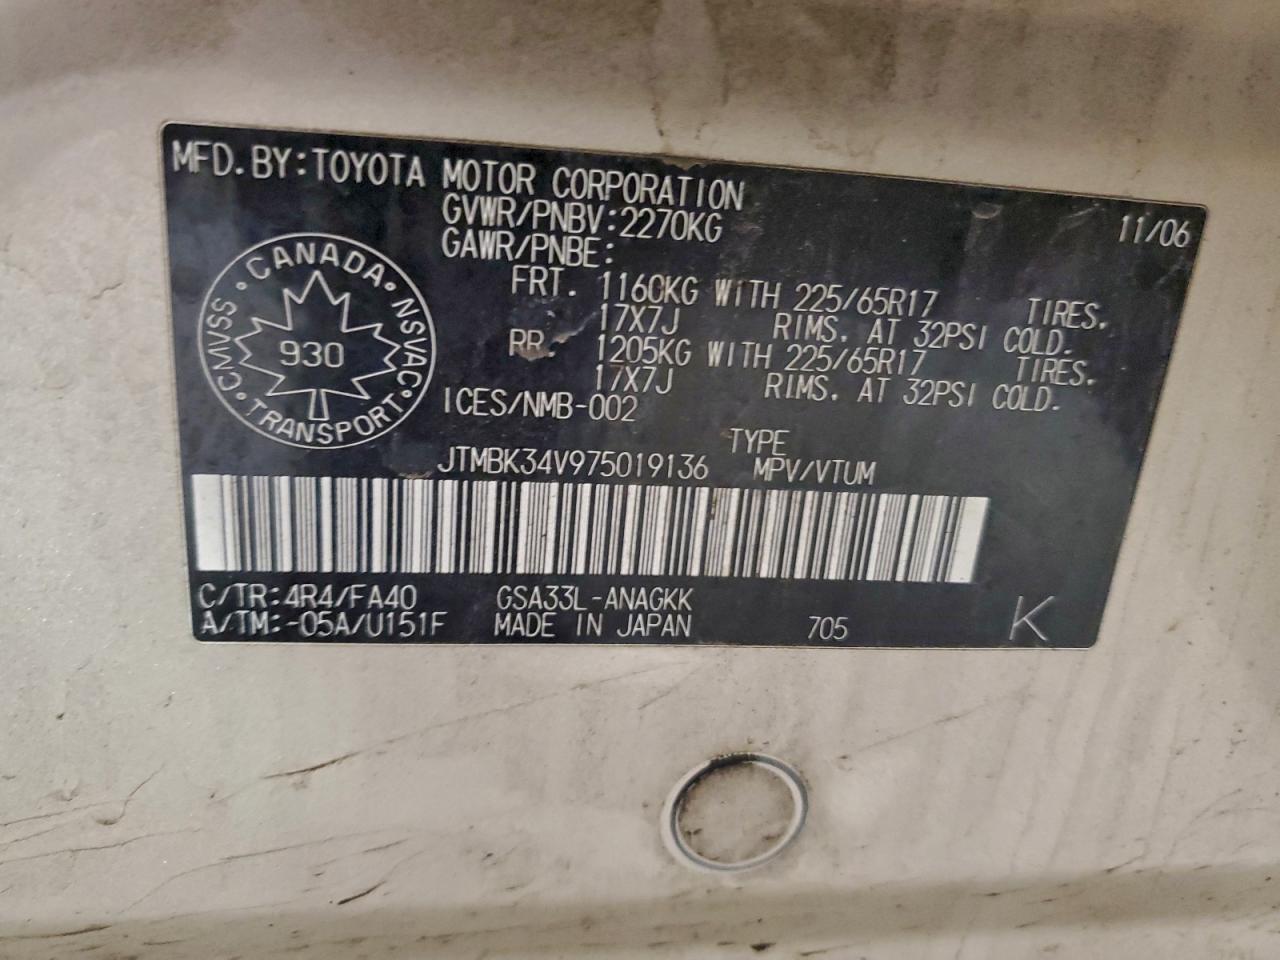 MFD. BY: TOYOTA MOTOR CORPORATION
GVWR/PNBV: 2270KG 11/06
GAWR/PNBE:
FRT. 1160KG WITH 225/65R17 TIRES.
17X7J RIMS. AT 32PSI COLD.
RR. 1205KG WITH 225/65R17 TIRES.
17X7J RIMS. AT 32PSI COLD.
ICES/NMB-002
CANADA • NSVAC • TRANSPORT • CMVSS
930
TYPE
JTMBK34V975019136 MPV/VTUM
C/TR: 4R4/FA40 GSA33L-ANAGKK
A/TM: -05A/U151F MADE IN JAPAN 705 K